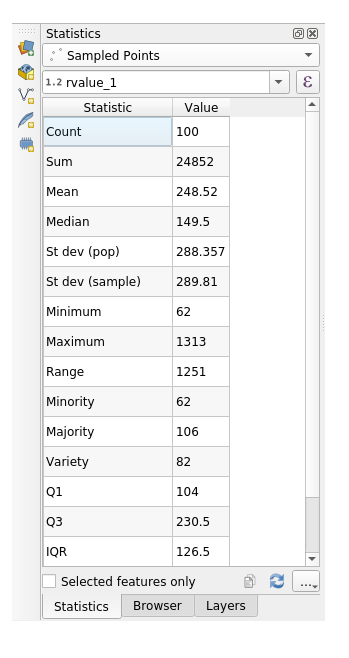 Statistics
Sampled Points
1.2 rvalue_1 ε
Statistic Value
Count 100
Sum 24852
Mean 248.52
Median 149.5
St dev (pop) 288.357
St dev (sample) 289.81
Minimum 62
Maximum 1313
Range 1251
Minority 62
Majority 106
Variety 82
Q1 104
Q3 230.5
IQR 126.5
Selected features only ...
Statistics Browser Layers